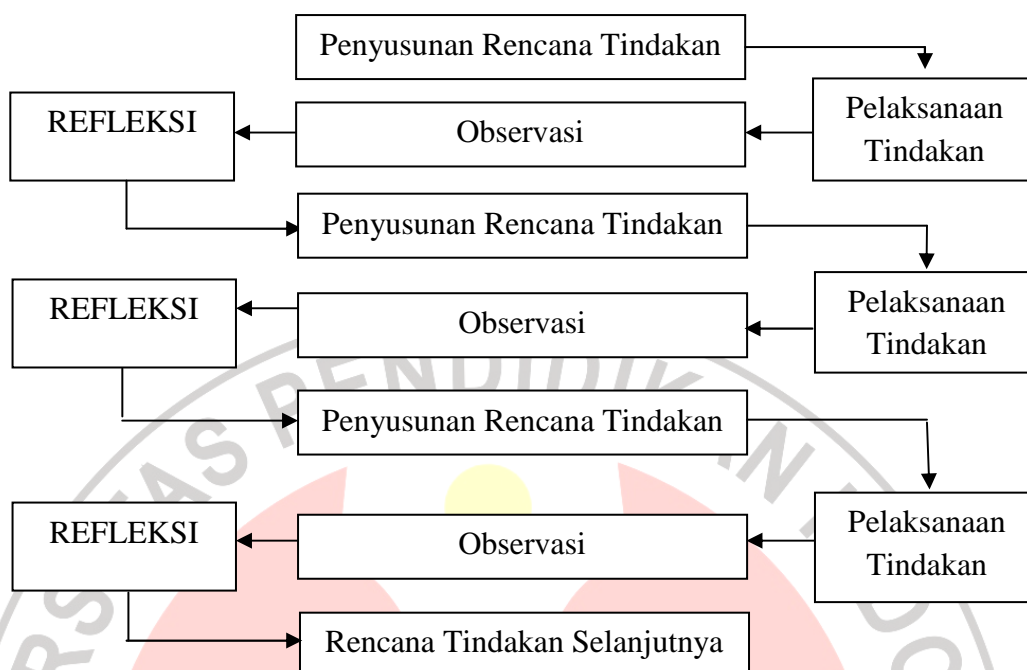 Penyusunan Rencana Tindakan
Pelaksanaan
Tindakan
Observasi
REFLEKSI
Penyusunan Rencana Tindakan
Pelaksanaan
Tindakan
Observasi
REFLEKSI
Penyusunan Rencana Tindakan
Pelaksanaan
Tindakan
Observasi
REFLEKSI
Rencana Tindakan Selanjutnya
PENDIDIKAN